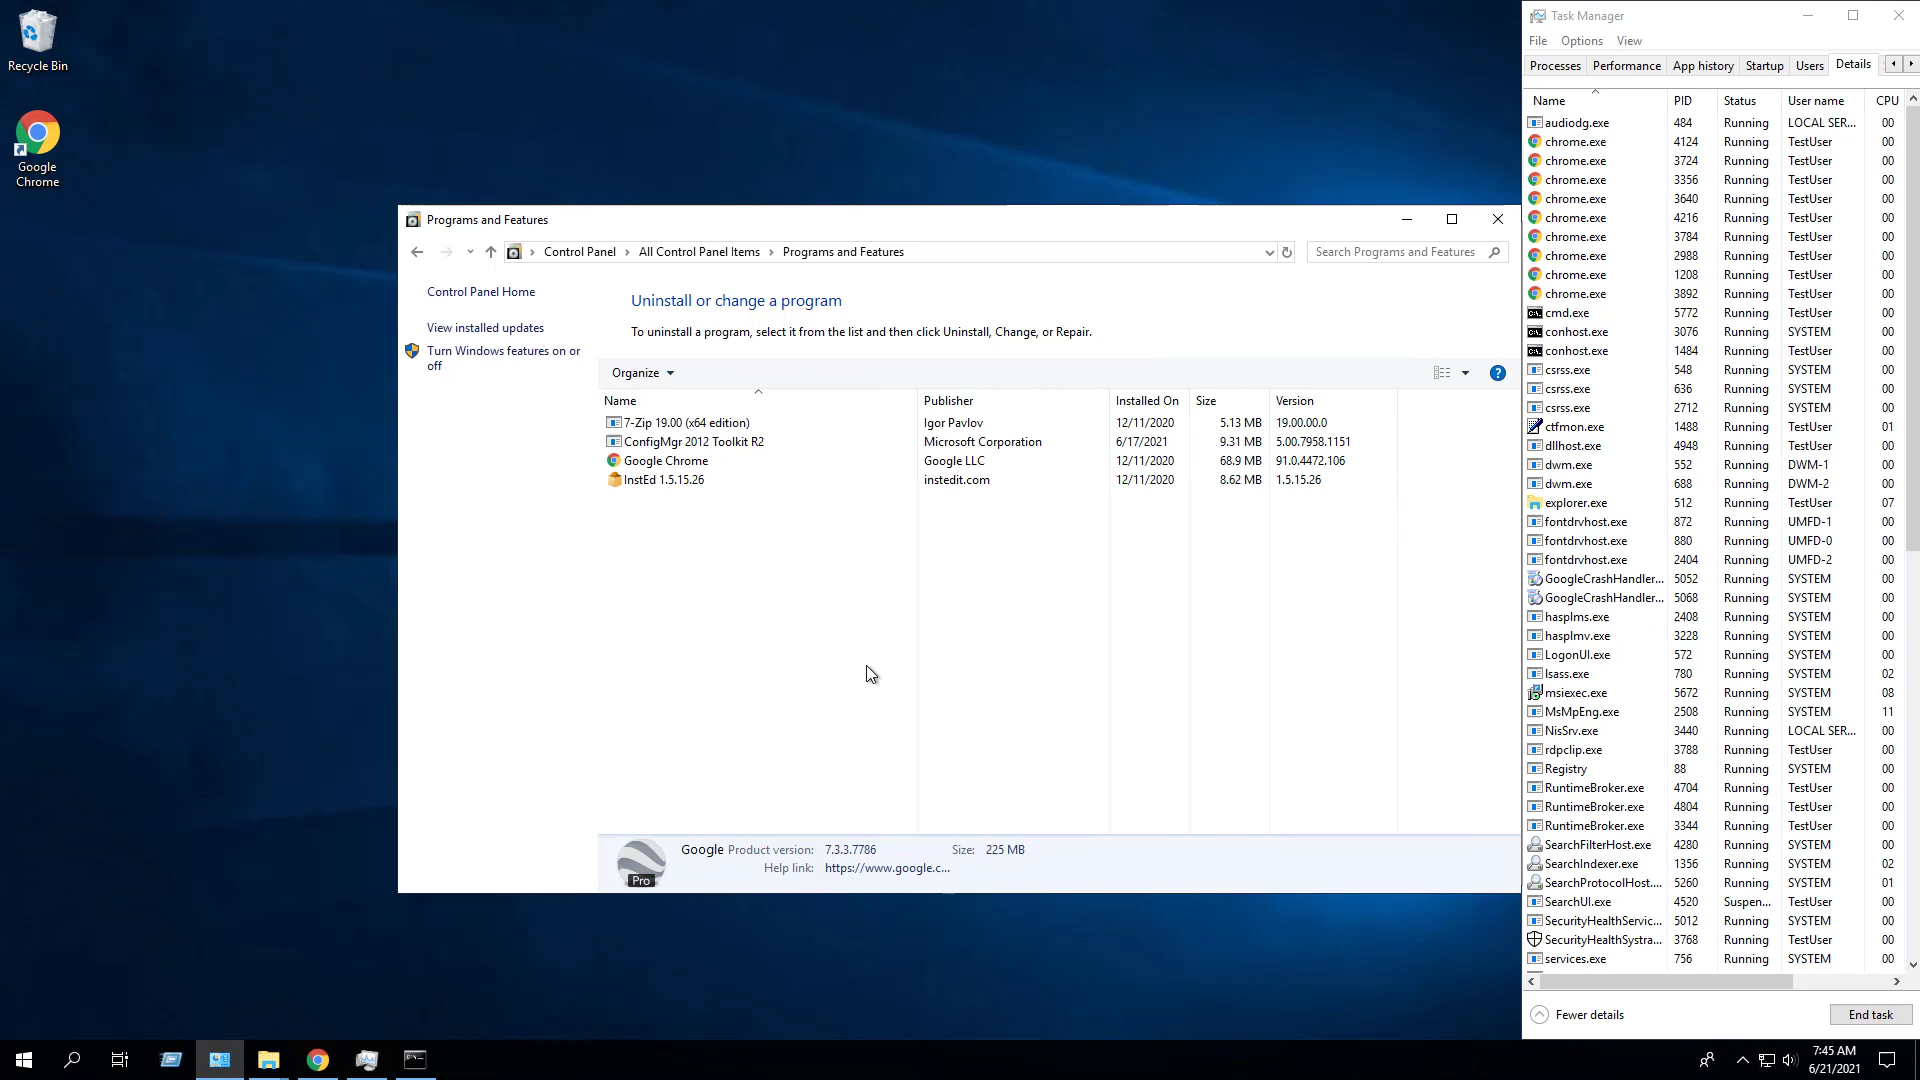 Recycle Bin
Google
Chrome
Programs and Features
Control Panel
All Control Panel Items
Programs and Features
Search Programs and Features
Control Panel Home
View installed updates
Turn Windows features on or
off
Uninstall or change a program
To uninstall a program, select it from the list and then click Uninstall, Change, or Repair.
Organize
Name Publisher Installed On Size Version
7-Zip 19.00 (x64 edition) Igor Pavlov 12/11/2020 5.13 MB 19.00.00.0
ConfigMgr 2012 Toolkit R2 Microsoft Corporation 6/17/2021 9.31 MB 5.00.7958.1151
Google Chrome Google LLC 12/11/2020 68.9 MB 91.0.4472.106
InstEd 1.5.15.26 instedit.com 12/11/2020 8.62 MB 1.5.15.26
Pro
Google Product version: 7.3.3.7786 Size: 225 MB
Help link: https://www.google.c...
Task Manager
File Options View
Processes Performance App history Startup Users Details
Name PID Status User name CPU
audiodg.exe 484 Running LOCAL SER... 00
chrome.exe 4124 Running TestUser 00
chrome.exe 3724 Running TestUser 00
chrome.exe 3356 Running TestUser 00
chrome.exe 3640 Running TestUser 00
chrome.exe 4216 Running TestUser 00
chrome.exe 3784 Running TestUser 00
chrome.exe 2988 Running TestUser 00
chrome.exe 1208 Running TestUser 00
chrome.exe 3892 Running TestUser 00
cmd.exe 5772 Running TestUser 00
conhost.exe 3076 Running SYSTEM 00
conhost.exe 1484 Running TestUser 00
csrss.exe 548 Running SYSTEM 00
csrss.exe 636 Running SYSTEM 00
csrss.exe 2712 Running SYSTEM 00
ctfmon.exe 1488 Running TestUser 01
dllhost.exe 4948 Running TestUser 00
dwm.exe 552 Running DWM-1 00
dwm.exe 688 Running DWM-2 00
explorer.exe 512 Running TestUser 07
fontdrvhost.exe 872 Running UMFD-1 00
fontdrvhost.exe 880 Running UMFD-0 00
fontdrvhost.exe 2404 Running UMFD-2 00
GoogleCrashHandler... 5052 Running SYSTEM 00
GoogleCrashHandler... 5068 Running SYSTEM 00
hasplms.exe 2408 Running SYSTEM 00
hasplmv.exe 3228 Running SYSTEM 00
LogonUI.exe 572 Running SYSTEM 00
lsass.exe 780 Running SYSTEM 02
msiexec.exe 5672 Running SYSTEM 08
MsMpEng.exe 2508 Running SYSTEM 11
NisSrv.exe 3440 Running LOCAL SER... 00
rdpclip.exe 3788 Running TestUser 00
Registry 88 Running SYSTEM 00
RuntimeBroker.exe 4704 Running TestUser 00
RuntimeBroker.exe 4804 Running TestUser 00
RuntimeBroker.exe 3344 Running TestUser 00
SearchFilterHost.exe 4280 Running SYSTEM 00
SearchIndexer.exe 1356 Running SYSTEM 02
SearchProtocolHost.... 5260 Running SYSTEM 01
SearchUI.exe 4520 Suspen... TestUser 00
SecurityHealthServic... 5012 Running SYSTEM 00
SecurityHealthSystra... 3768 Running TestUser 00
services.exe 756 Running SYSTEM 00
Fewer details
End task
7:45 AM
6/21/2021